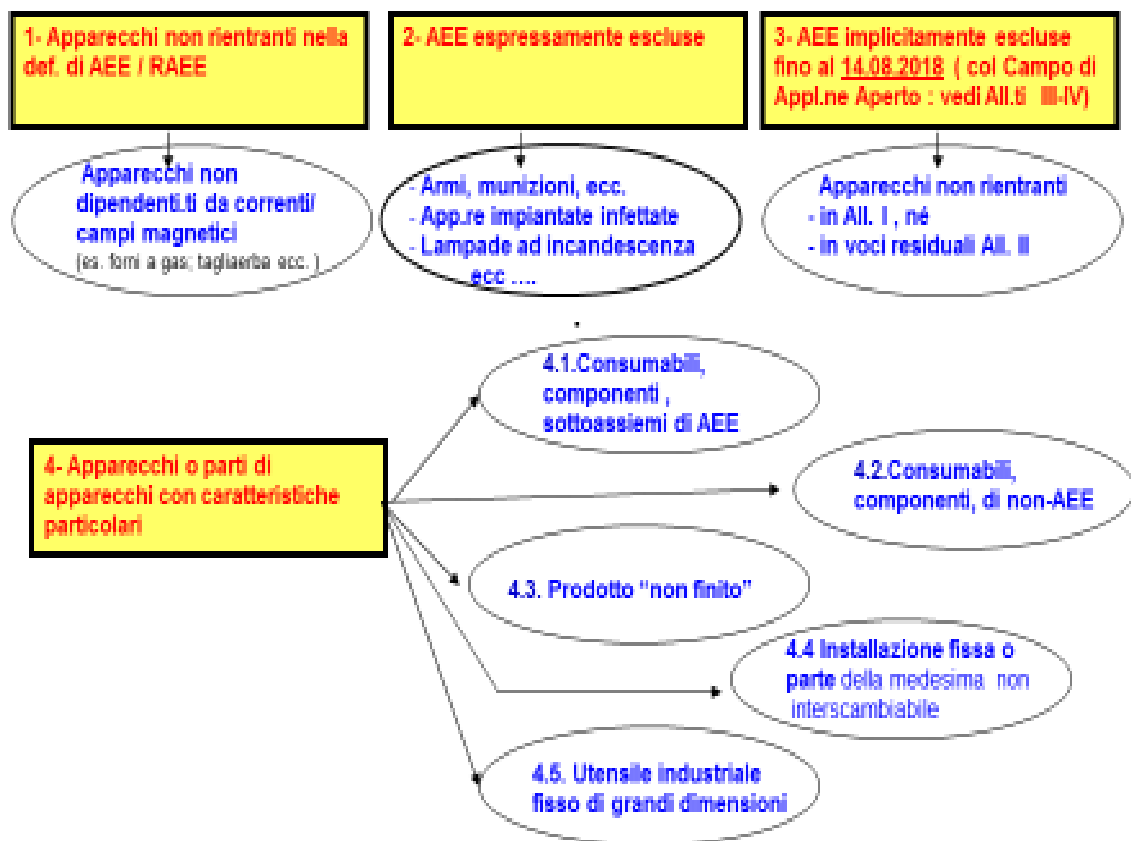 1- Apparecchi non rientranti nella
def. di AEE / RAEE
2- AEE espressamente escluse
3- AEE implicitamente escluse
fino al 14.08.2018 ( col Campo di
Appl.ne Aperto : vedi All.ti III-IV)
Apparecchi non
dipendenti.ti da correnti/
campi magnetici
(es. forni a gas; tagliaerba ecc. )
- Armi, munizioni, ecc.
- App.re impiantate infettate
- Lampade ad incandescenza
ecc ....
Apparecchi non rientranti
- in All. I , né
- in voci residuali All. II
4.1.Consumabili,
componenti ,
sottoassiemi di AEE
4- Apparecchi o parti di
apparecchi con caratteristiche
particolari
4.2.Consumabili,
componenti, di non-AEE
4.3. Prodotto “non finito”
4.4 Installazione fissa o
parte della medesima non
interscambiabile
4.5. Utensile industriale
fisso di grandi dimensioni